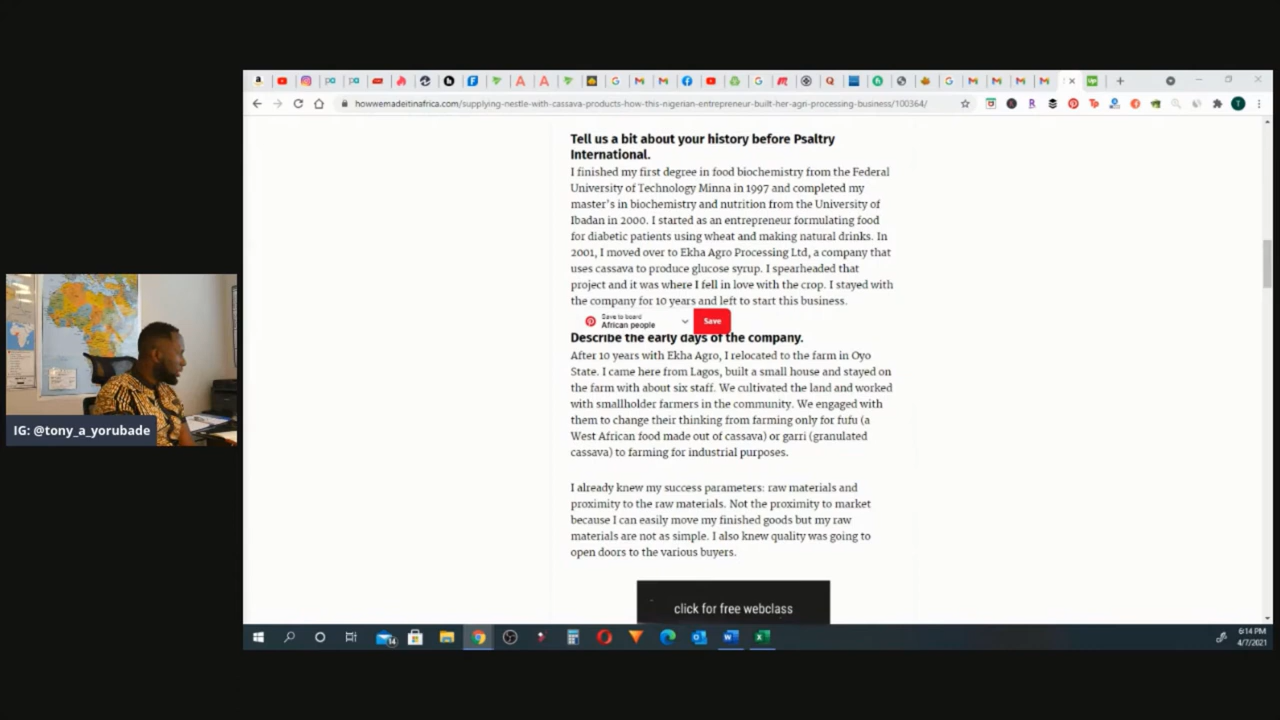 howwemadeitinafrica.com/supplying-nestle-with-cassava-products-how-this-nigerian-entrepreneur-built-her-agri-processing-business/100364/
Tell us a bit about your history before Psaltry
International.
I finished my first degree in food biochemistry from the Federal
University of Technology Minna in 1997 and completed my
master's in biochemistry and nutrition from the University of
Ibadan in 2000. I started as an entrepreneur formulating food
for diabetic patients using wheat and making natural drinks. In
2001, I moved over to Ekha Agro Processing Ltd, a company that
uses cassava to produce glucose syrup. I spearheaded that
project and it was where I fell in love with the crop. I stayed with
the company for 10 years and left to start this business.
Save to board
African people
Save
Describe the early days of the company.
After 10 years with Ekha Agro, I relocated to the farm in Oyo
State. I came here from Lagos, built a small house and stayed on
the farm with about six staff. We cultivated the land and worked
with smallholder farmers in the community. We engaged with
them to change their thinking from farming only for fufu (a
West African food made out of cassava) or garri (granulated
cassava) to farming for industrial purposes.
I already knew my success parameters: raw materials and
proximity to the raw materials. Not the proximity to market
because I can easily move my finished goods but my raw
materials are not as simple. I also knew quality was going to
open doors to the various buyers.
click for free webclass
IG: @tony_a_yorubade
6:14 PM
4/7/2021